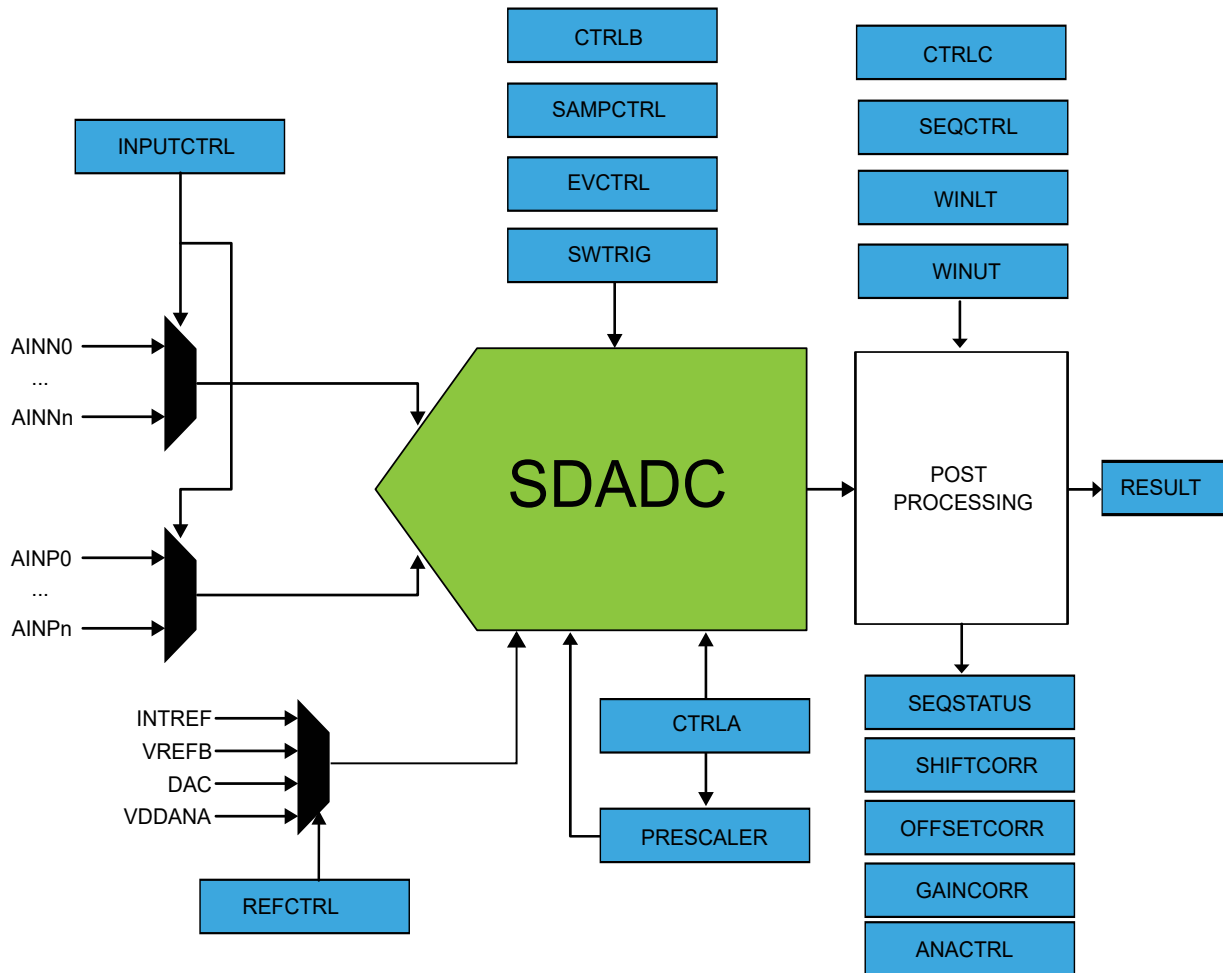 CTRLB
CTRLC
SAMPCTRL
SEQCTRL
INPUTCTRL
EVCTRL
WINLT
SWTRIG
WINUT
AINN0
...
AINNn
SDADC
POST
PROCESSING
RESULT
AINP0
...
AINPn
INTREF
VREFB
DAC
VDDANA
REFCTRL
CTRLA
PRESCALER
SEQSTATUS
SHIFTCORR
OFFSETCORR
GAINCORR
ANACTRL